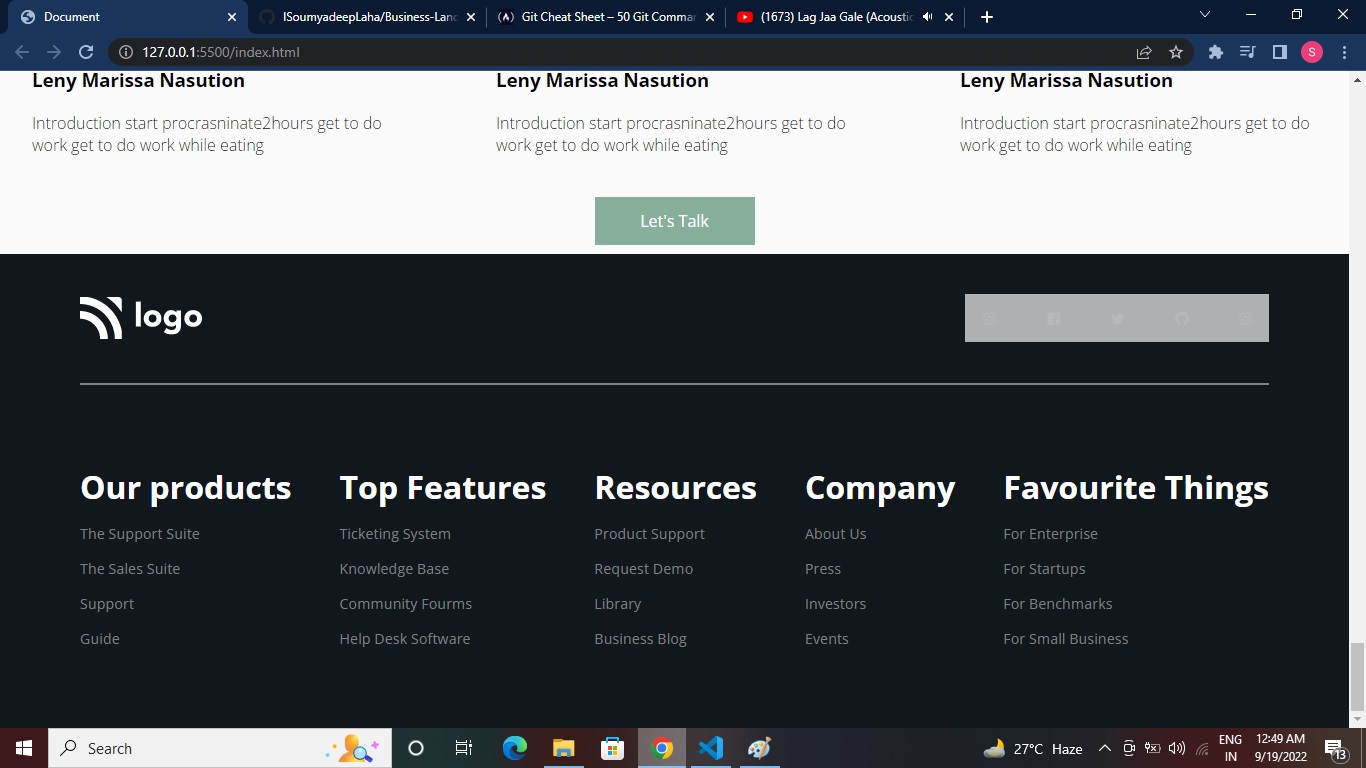 Document
ISoumyadeepLaha/Business-Lanc
Git Cheat Sheet – 50 Git Commar
(1673) Lag Jaa Gale (Acoustic
127.0.0.1:5500/index.html
S
Leny Marissa Nasution
Leny Marissa Nasution
Leny Marissa Nasution
Introduction start procrasninate2hours get to do
work get to do work while eating
Introduction start procrasninate2hours get to do
work get to do work while eating
Introduction start procrasninate2hours get to do
work get to do work while eating
Let's Talk
logo
Our products
The Support Suite
The Sales Suite
Support
Guide
Top Features
Ticketing System
Knowledge Base
Community Fourms
Help Desk Software
Resources
Product Support
Request Demo
Library
Business Blog
Company
About Us
Press
Investors
Events
Favourite Things
For Enterprise
For Startups
For Benchmarks
For Small Business
Search
27°C Haze
ENG
IN
12:49 AM
9/19/2022
13